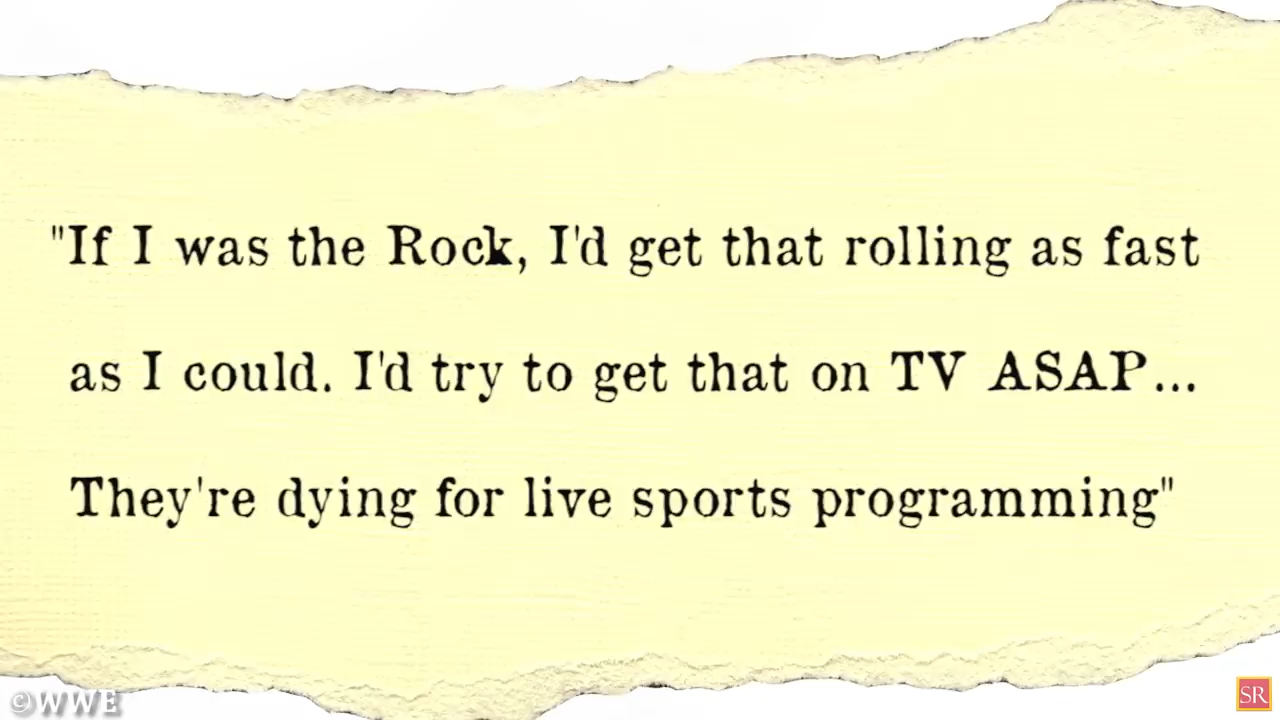 "If I was the Rock, I'd get that rolling as fast
as I could. I'd try to get that on TV ASAP...
They're dying for live sports programming"
©WWE
SR